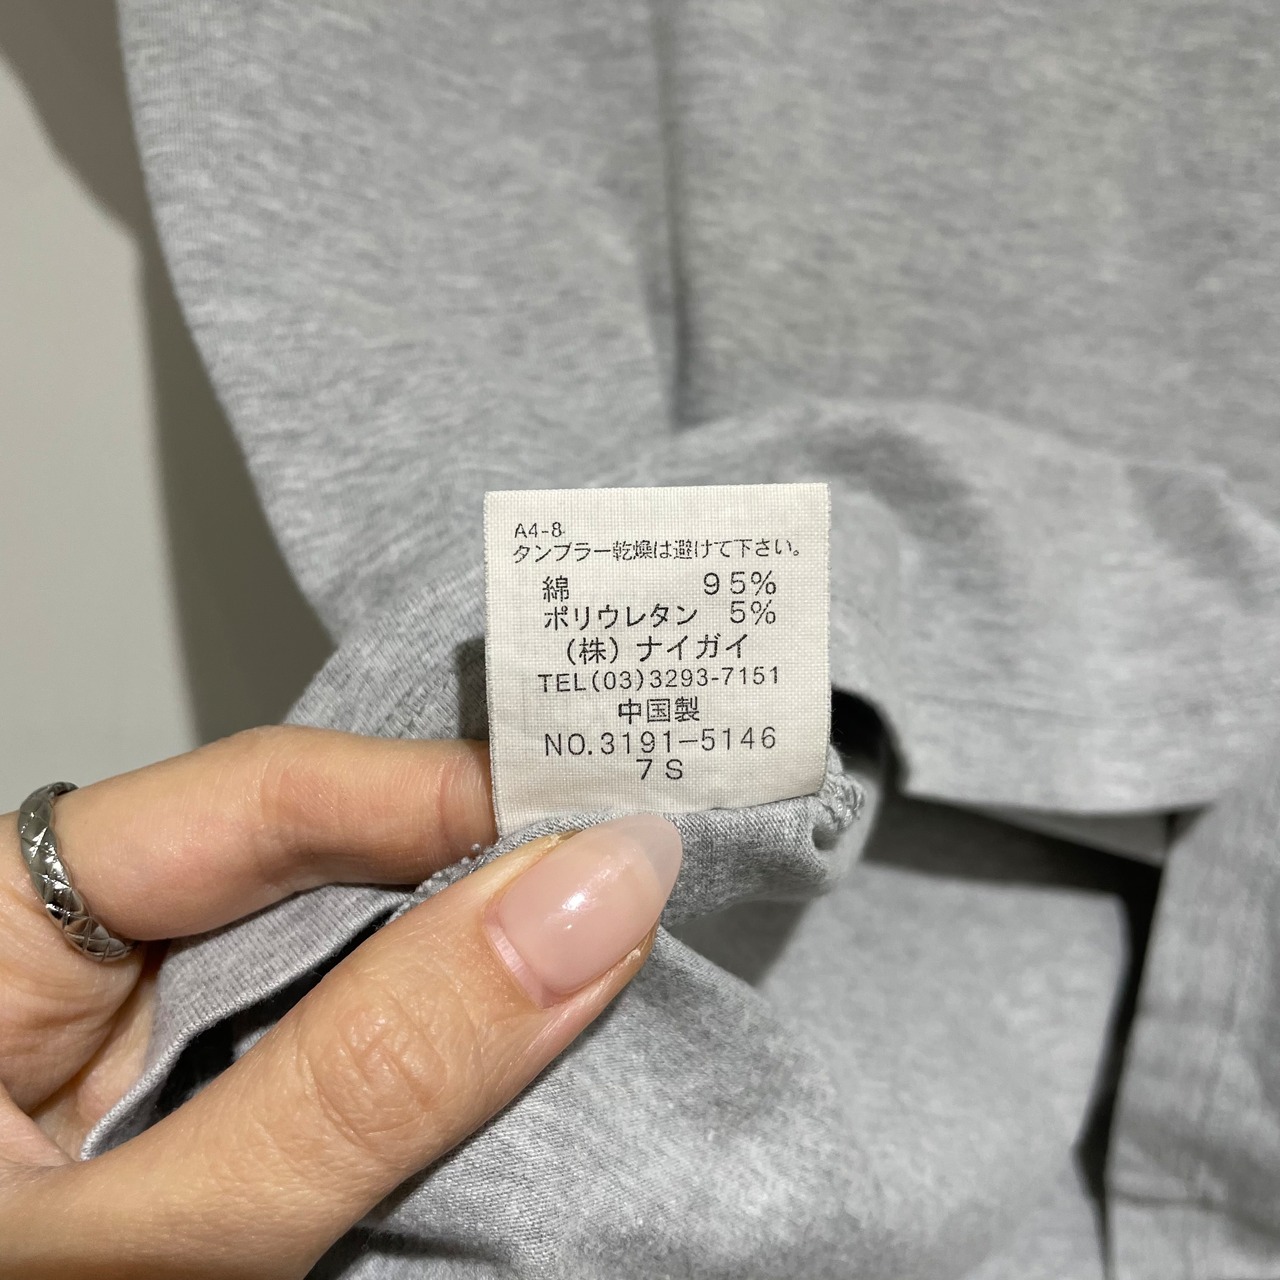 A4-8
タンブラー乾燥は避けて下さい。
綿 95%
ポリウレタン 5%
(株)ナイガイ
TEL(03)3293-7151
中国製
NO.3191-5146
7S